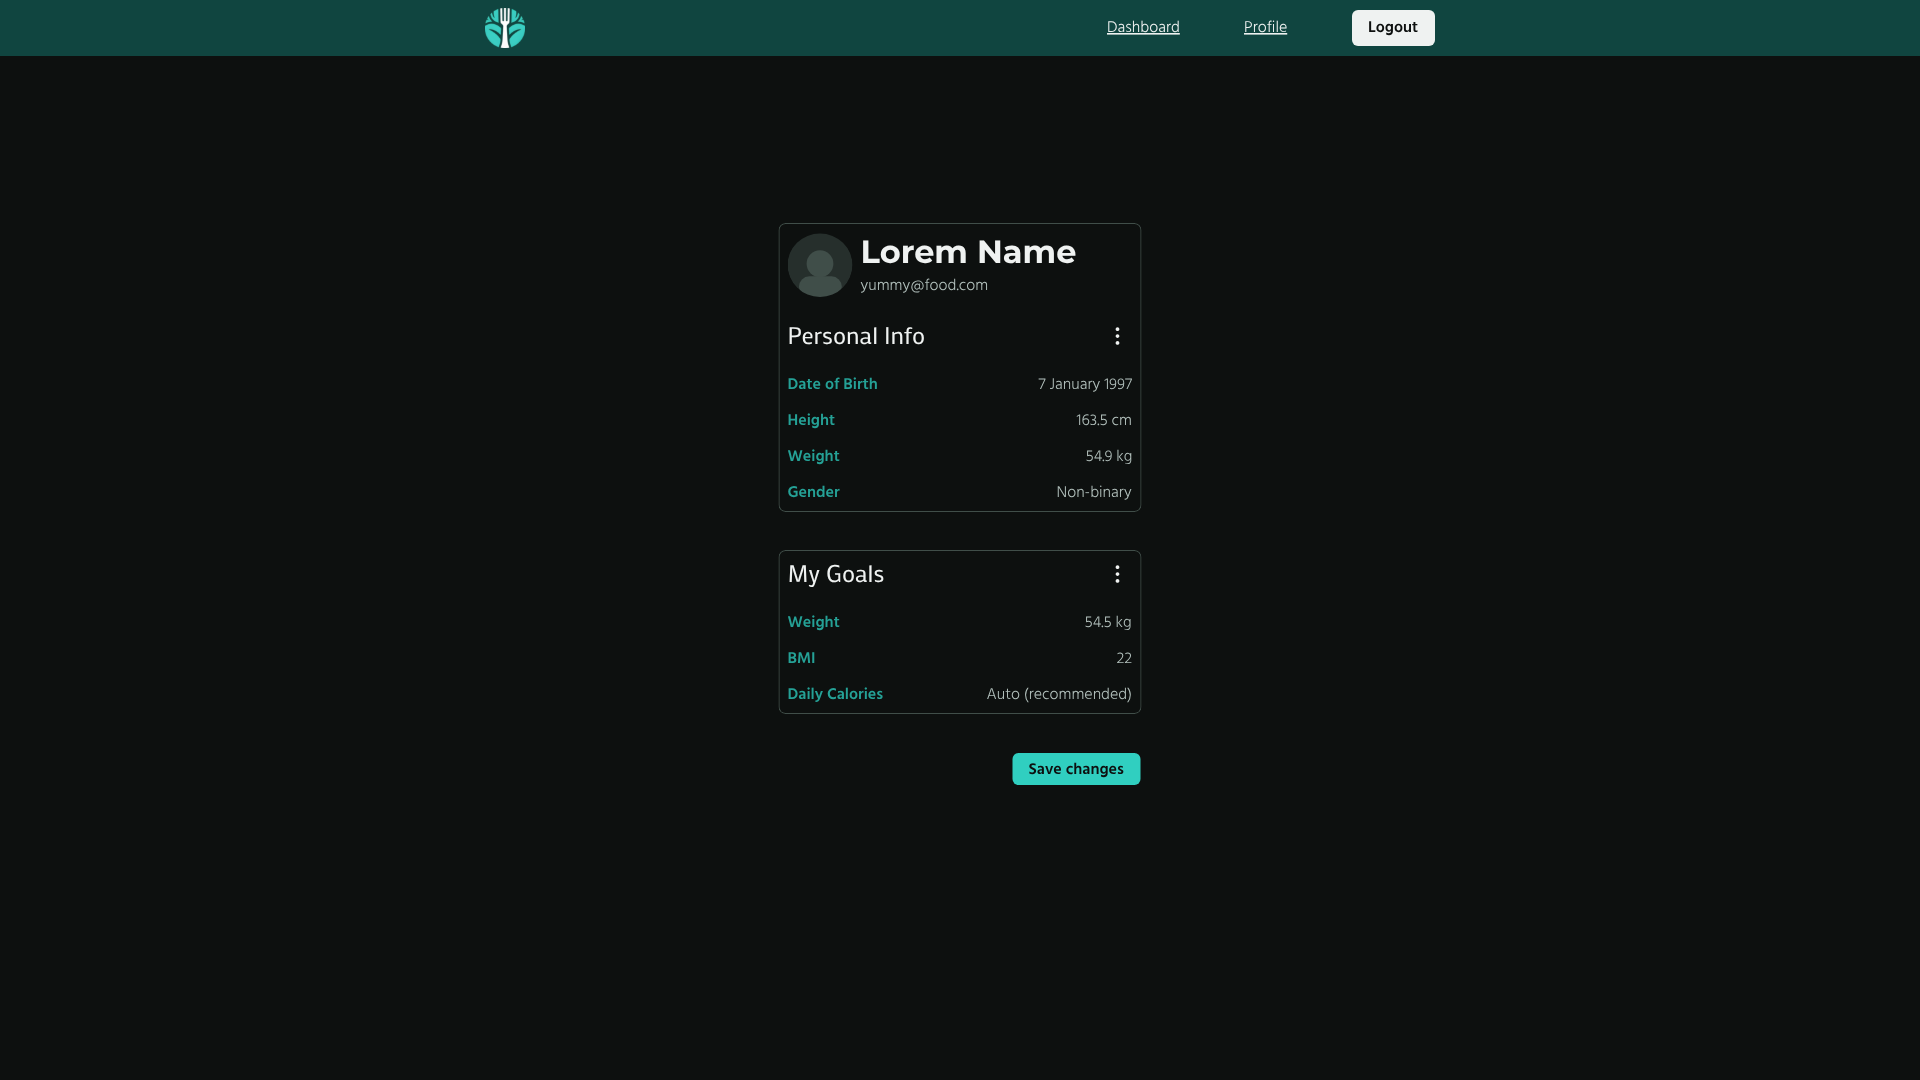 Dashboard Profile Logout
Lorem Name
yummy@food.com
Personal Info
Date of Birth 7 January 1997
Height 163.5 cm
Weight 54.9 kg
Gender Non-binary
My Goals
Weight 54.5 kg
BMI 22
Daily Calories Auto (recommended)
Save changes